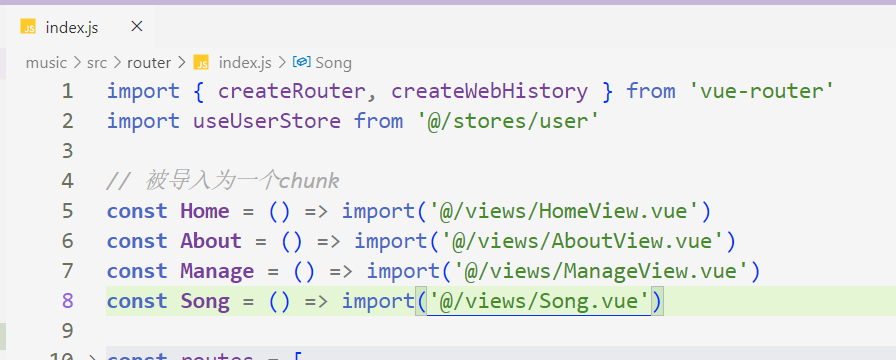 JS index.js ×
music > src > router > JS index.js > Song
1 import { createRouter, createWebHistory } from 'vue-router'
2 import useUserStore from '@/stores/user'
3
4 // 被导入为一个chunk
5 const Home = () => import('@/views/HomeView.vue')
6 const About = () => import('@/views/AboutView.vue')
7 const Manage = () => import('@/views/ManageView.vue')
8 const Song = () => import('@/views/Song.vue')
9
10 > const routes = [